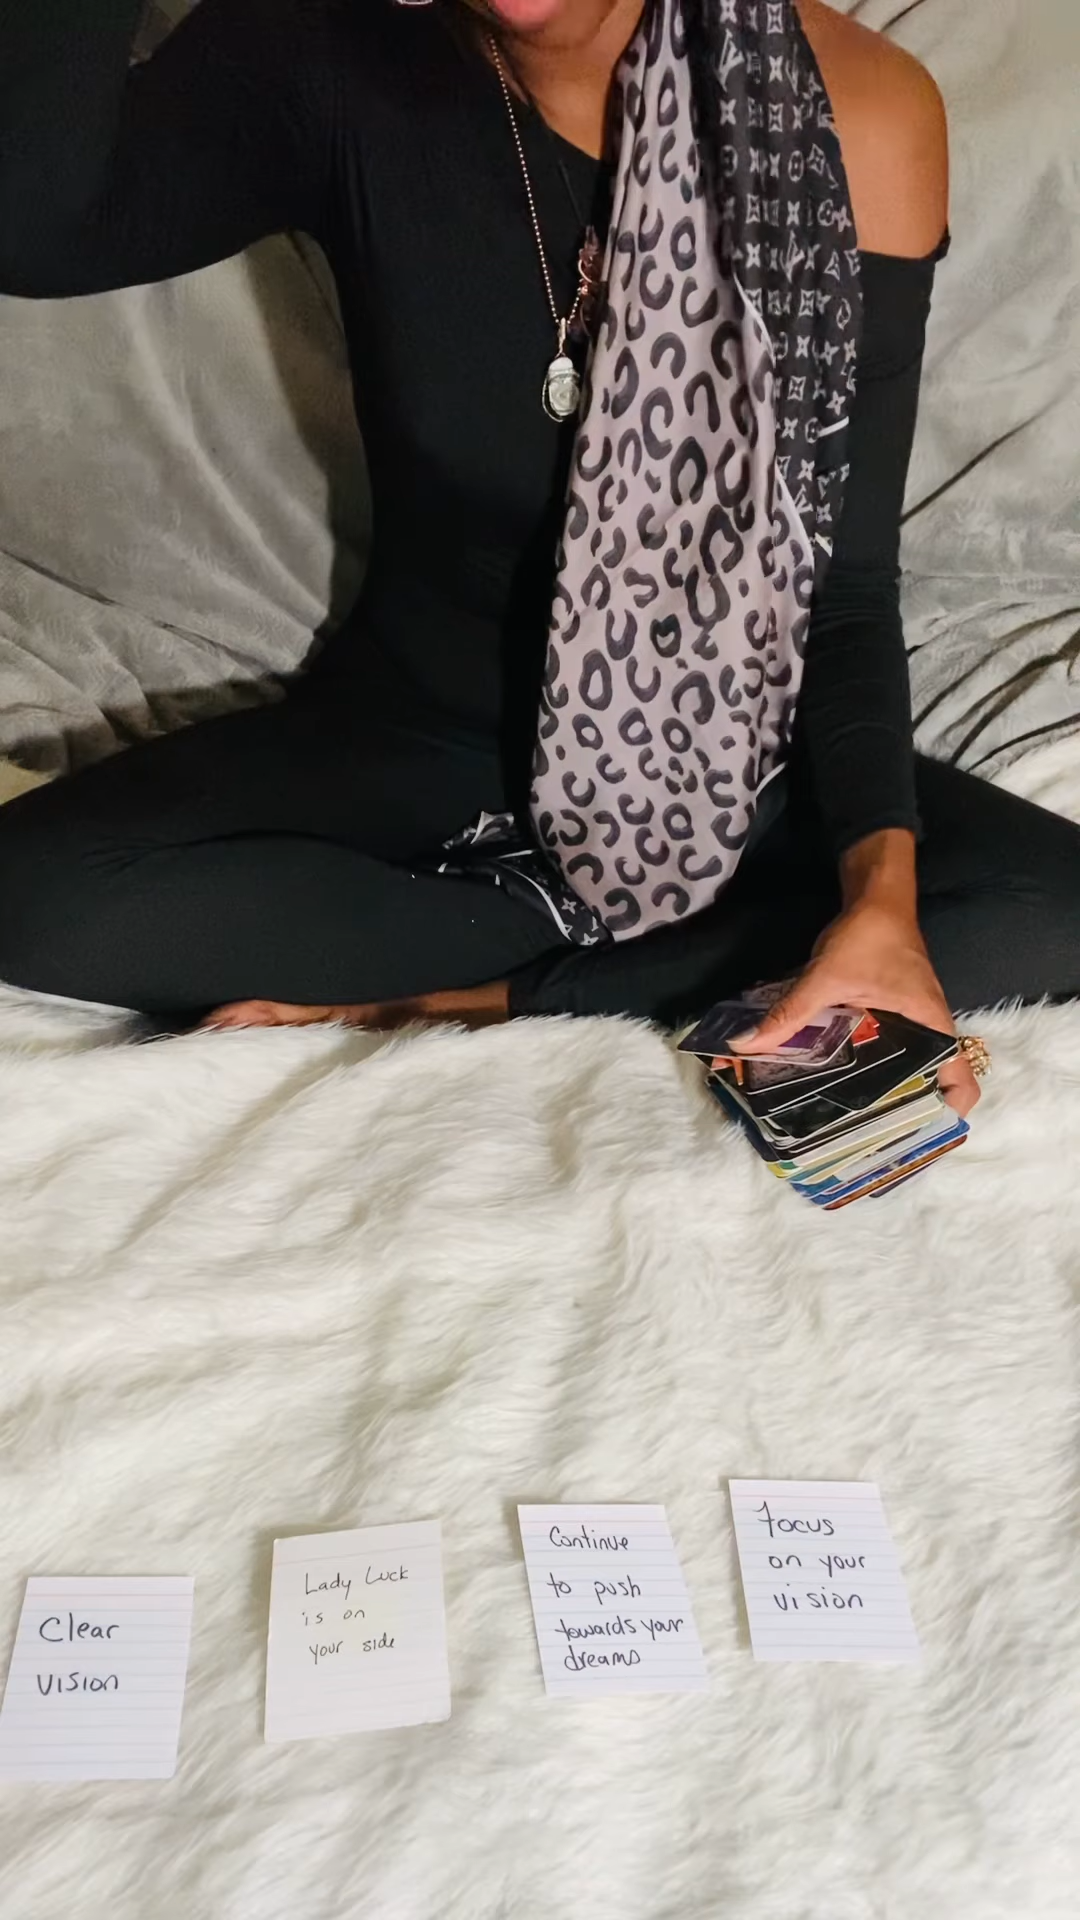 Clear
vision
Lady Luck
is on
your side
Continue
to push
towards your
dreams
Focus
on your
vision